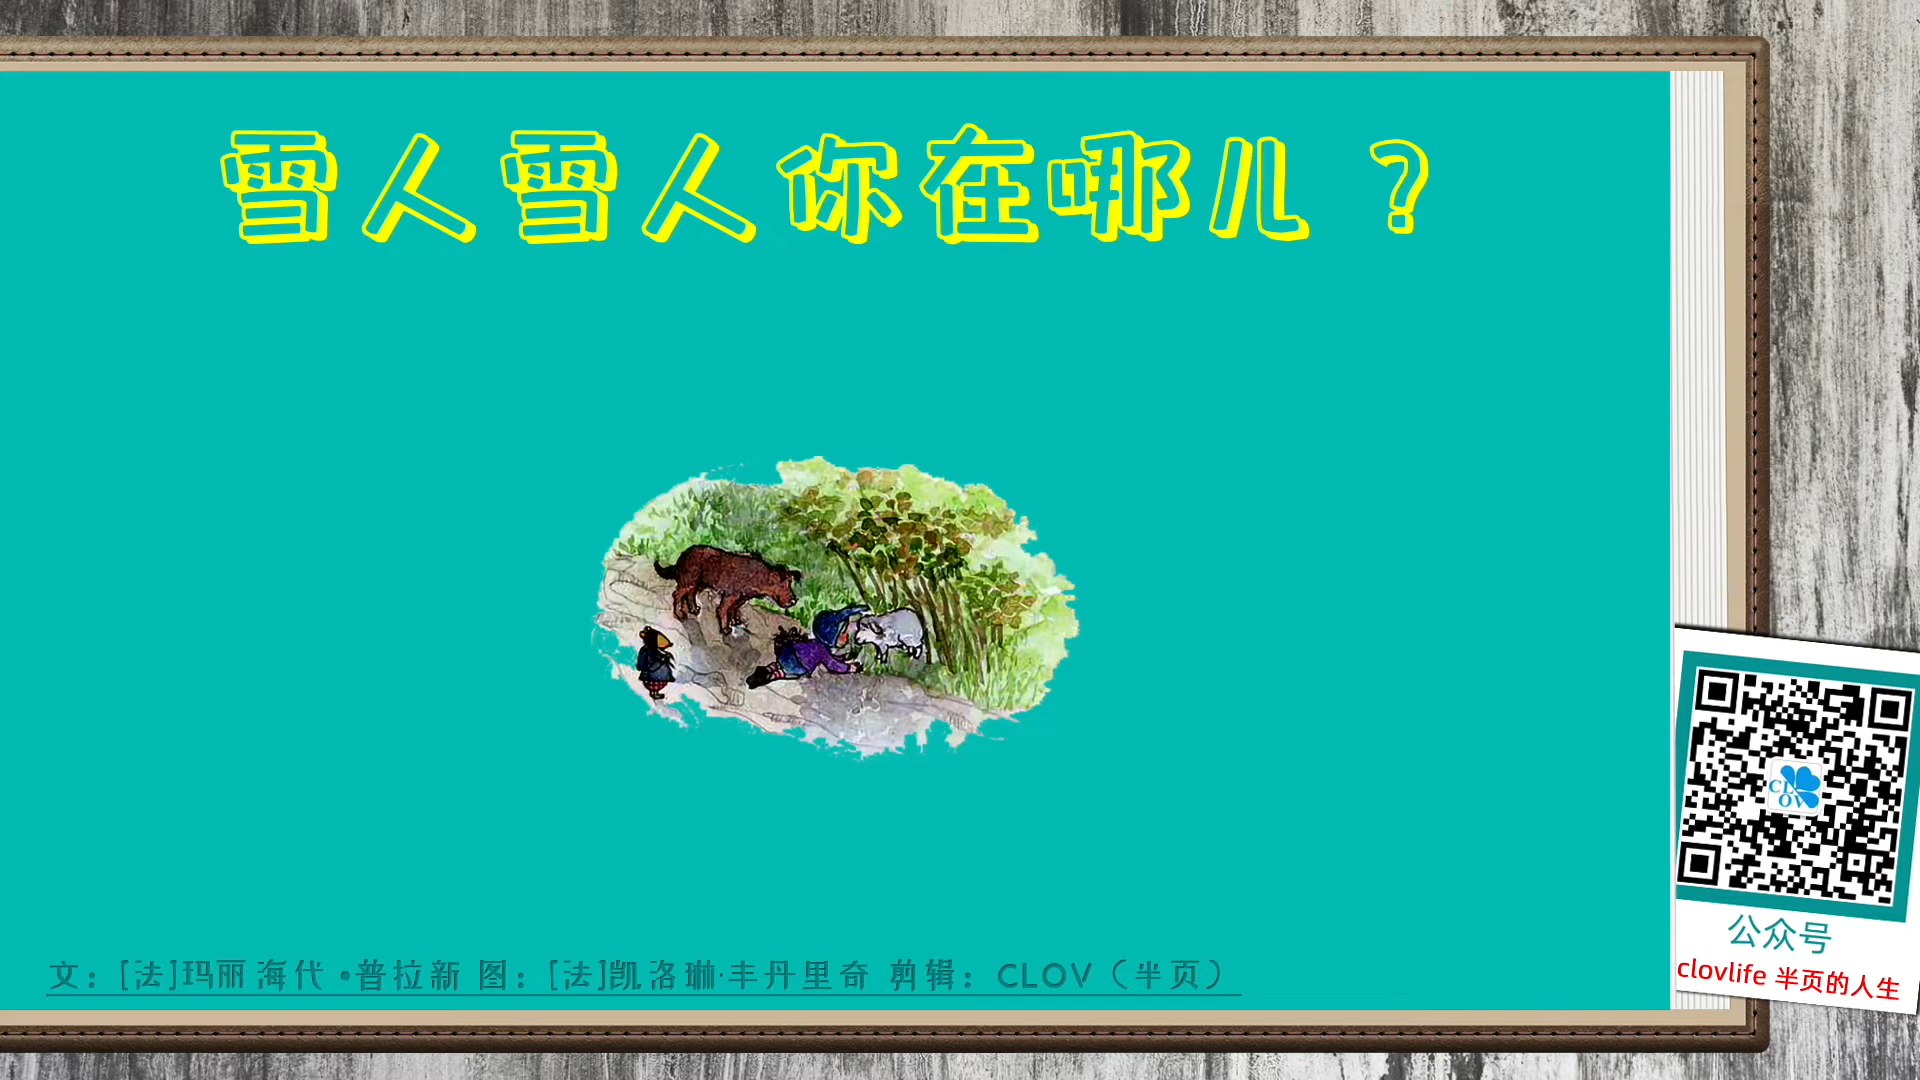 雪人雪人你在哪儿？
文：[法]玛丽海代•普拉新 图：[法]凯洛琳·丰丹里奇 剪辑：CLOV（半页）
CL
OV
公众号
clovlife 半页的人生